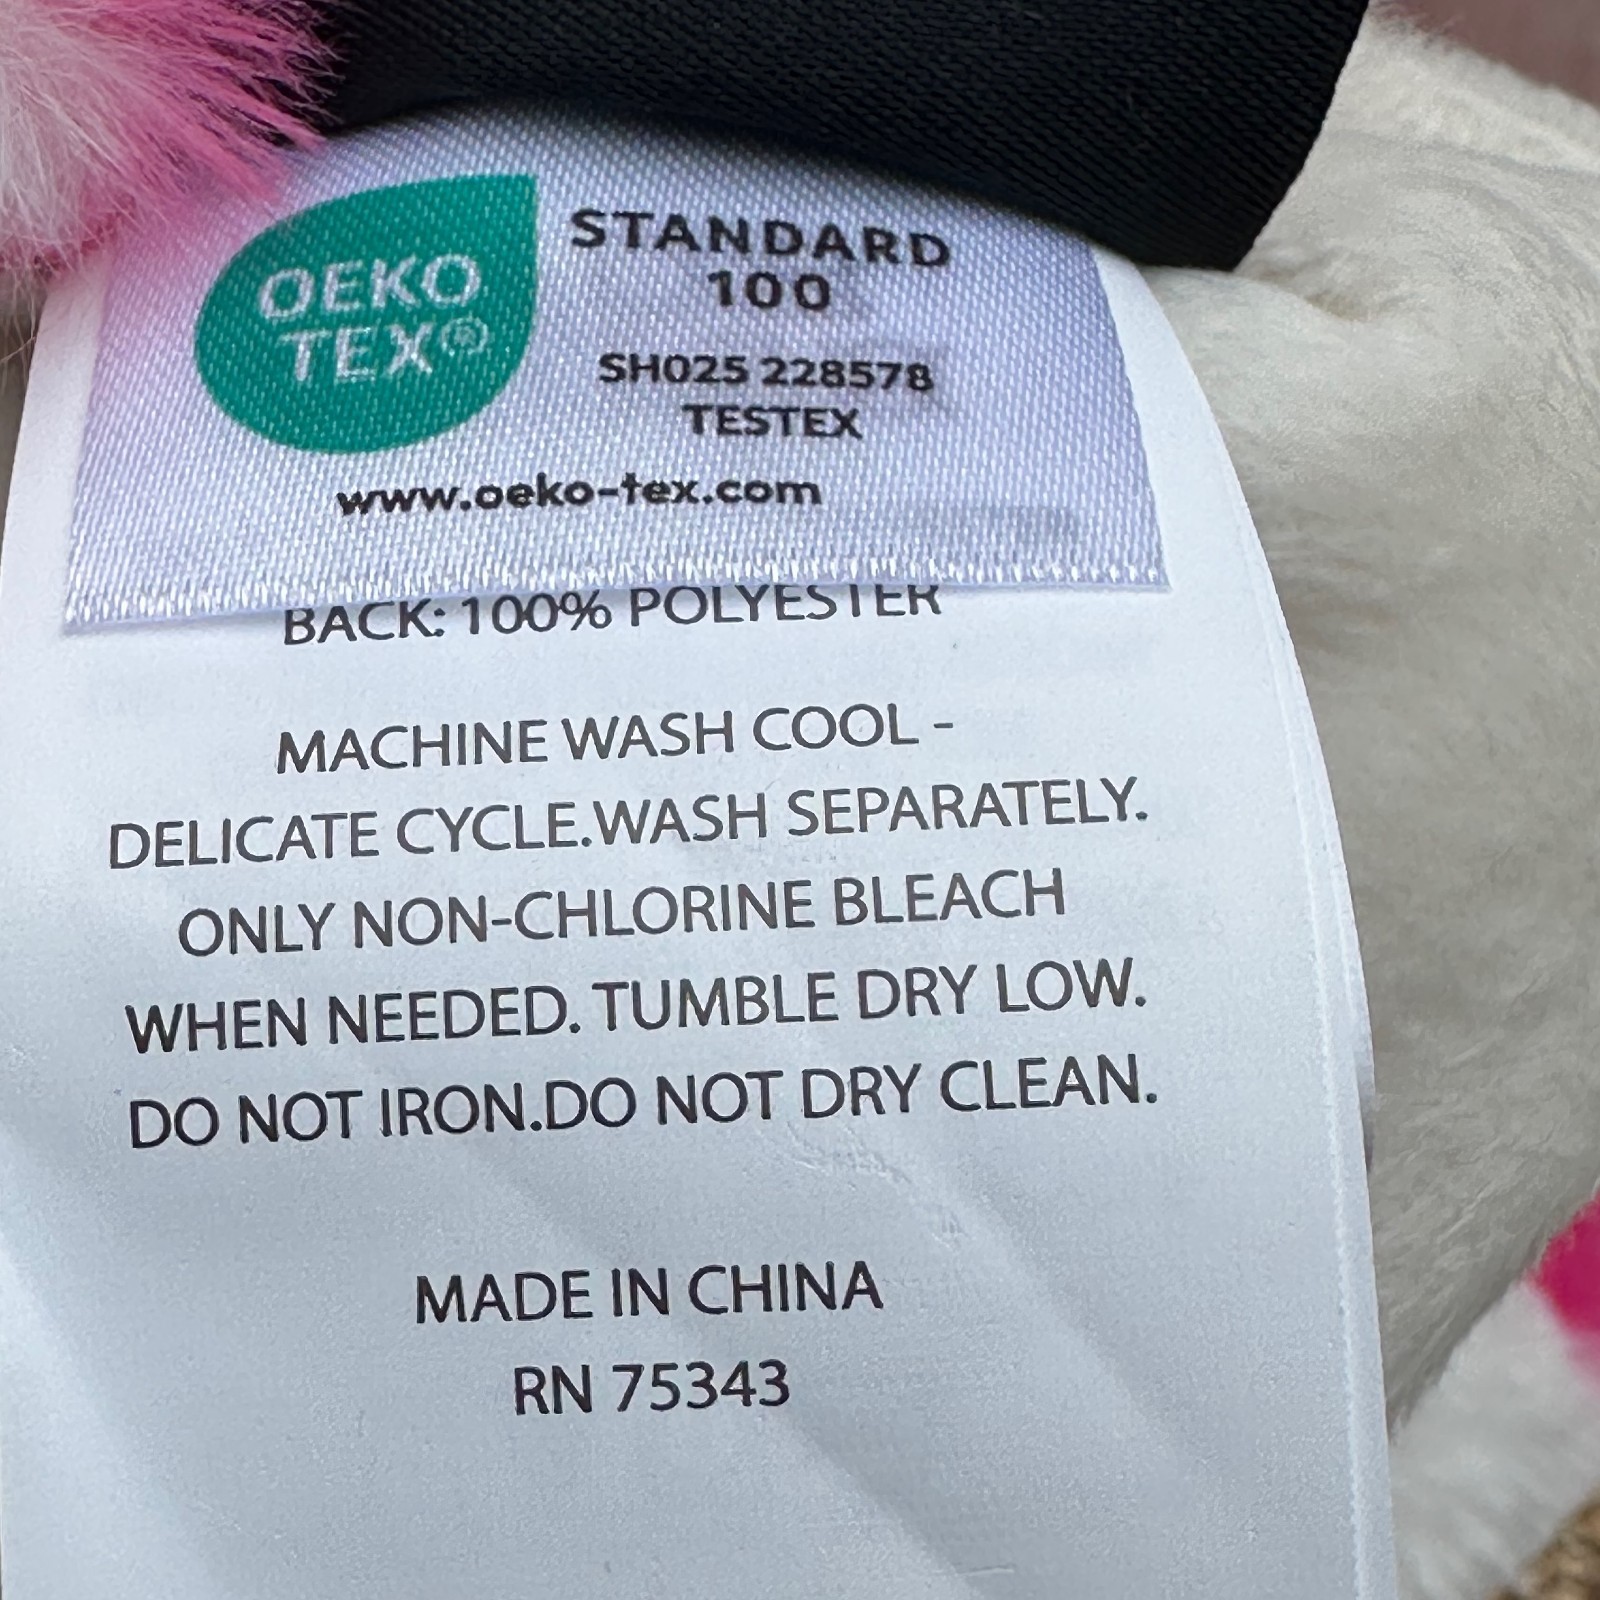 OEKO
TEX®
STANDARD
100
SH025 228578
TESTEX
www.oeko-tex.com
BACK: 100% POLYESTER
MACHINE WASH COOL -
DELICATE CYCLE.WASH SEPARATELY.
ONLY NON-CHLORINE BLEACH
WHEN NEEDED. TUMBLE DRY LOW.
DO NOT IRON.DO NOT DRY CLEAN.
MADE IN CHINA
RN 75343